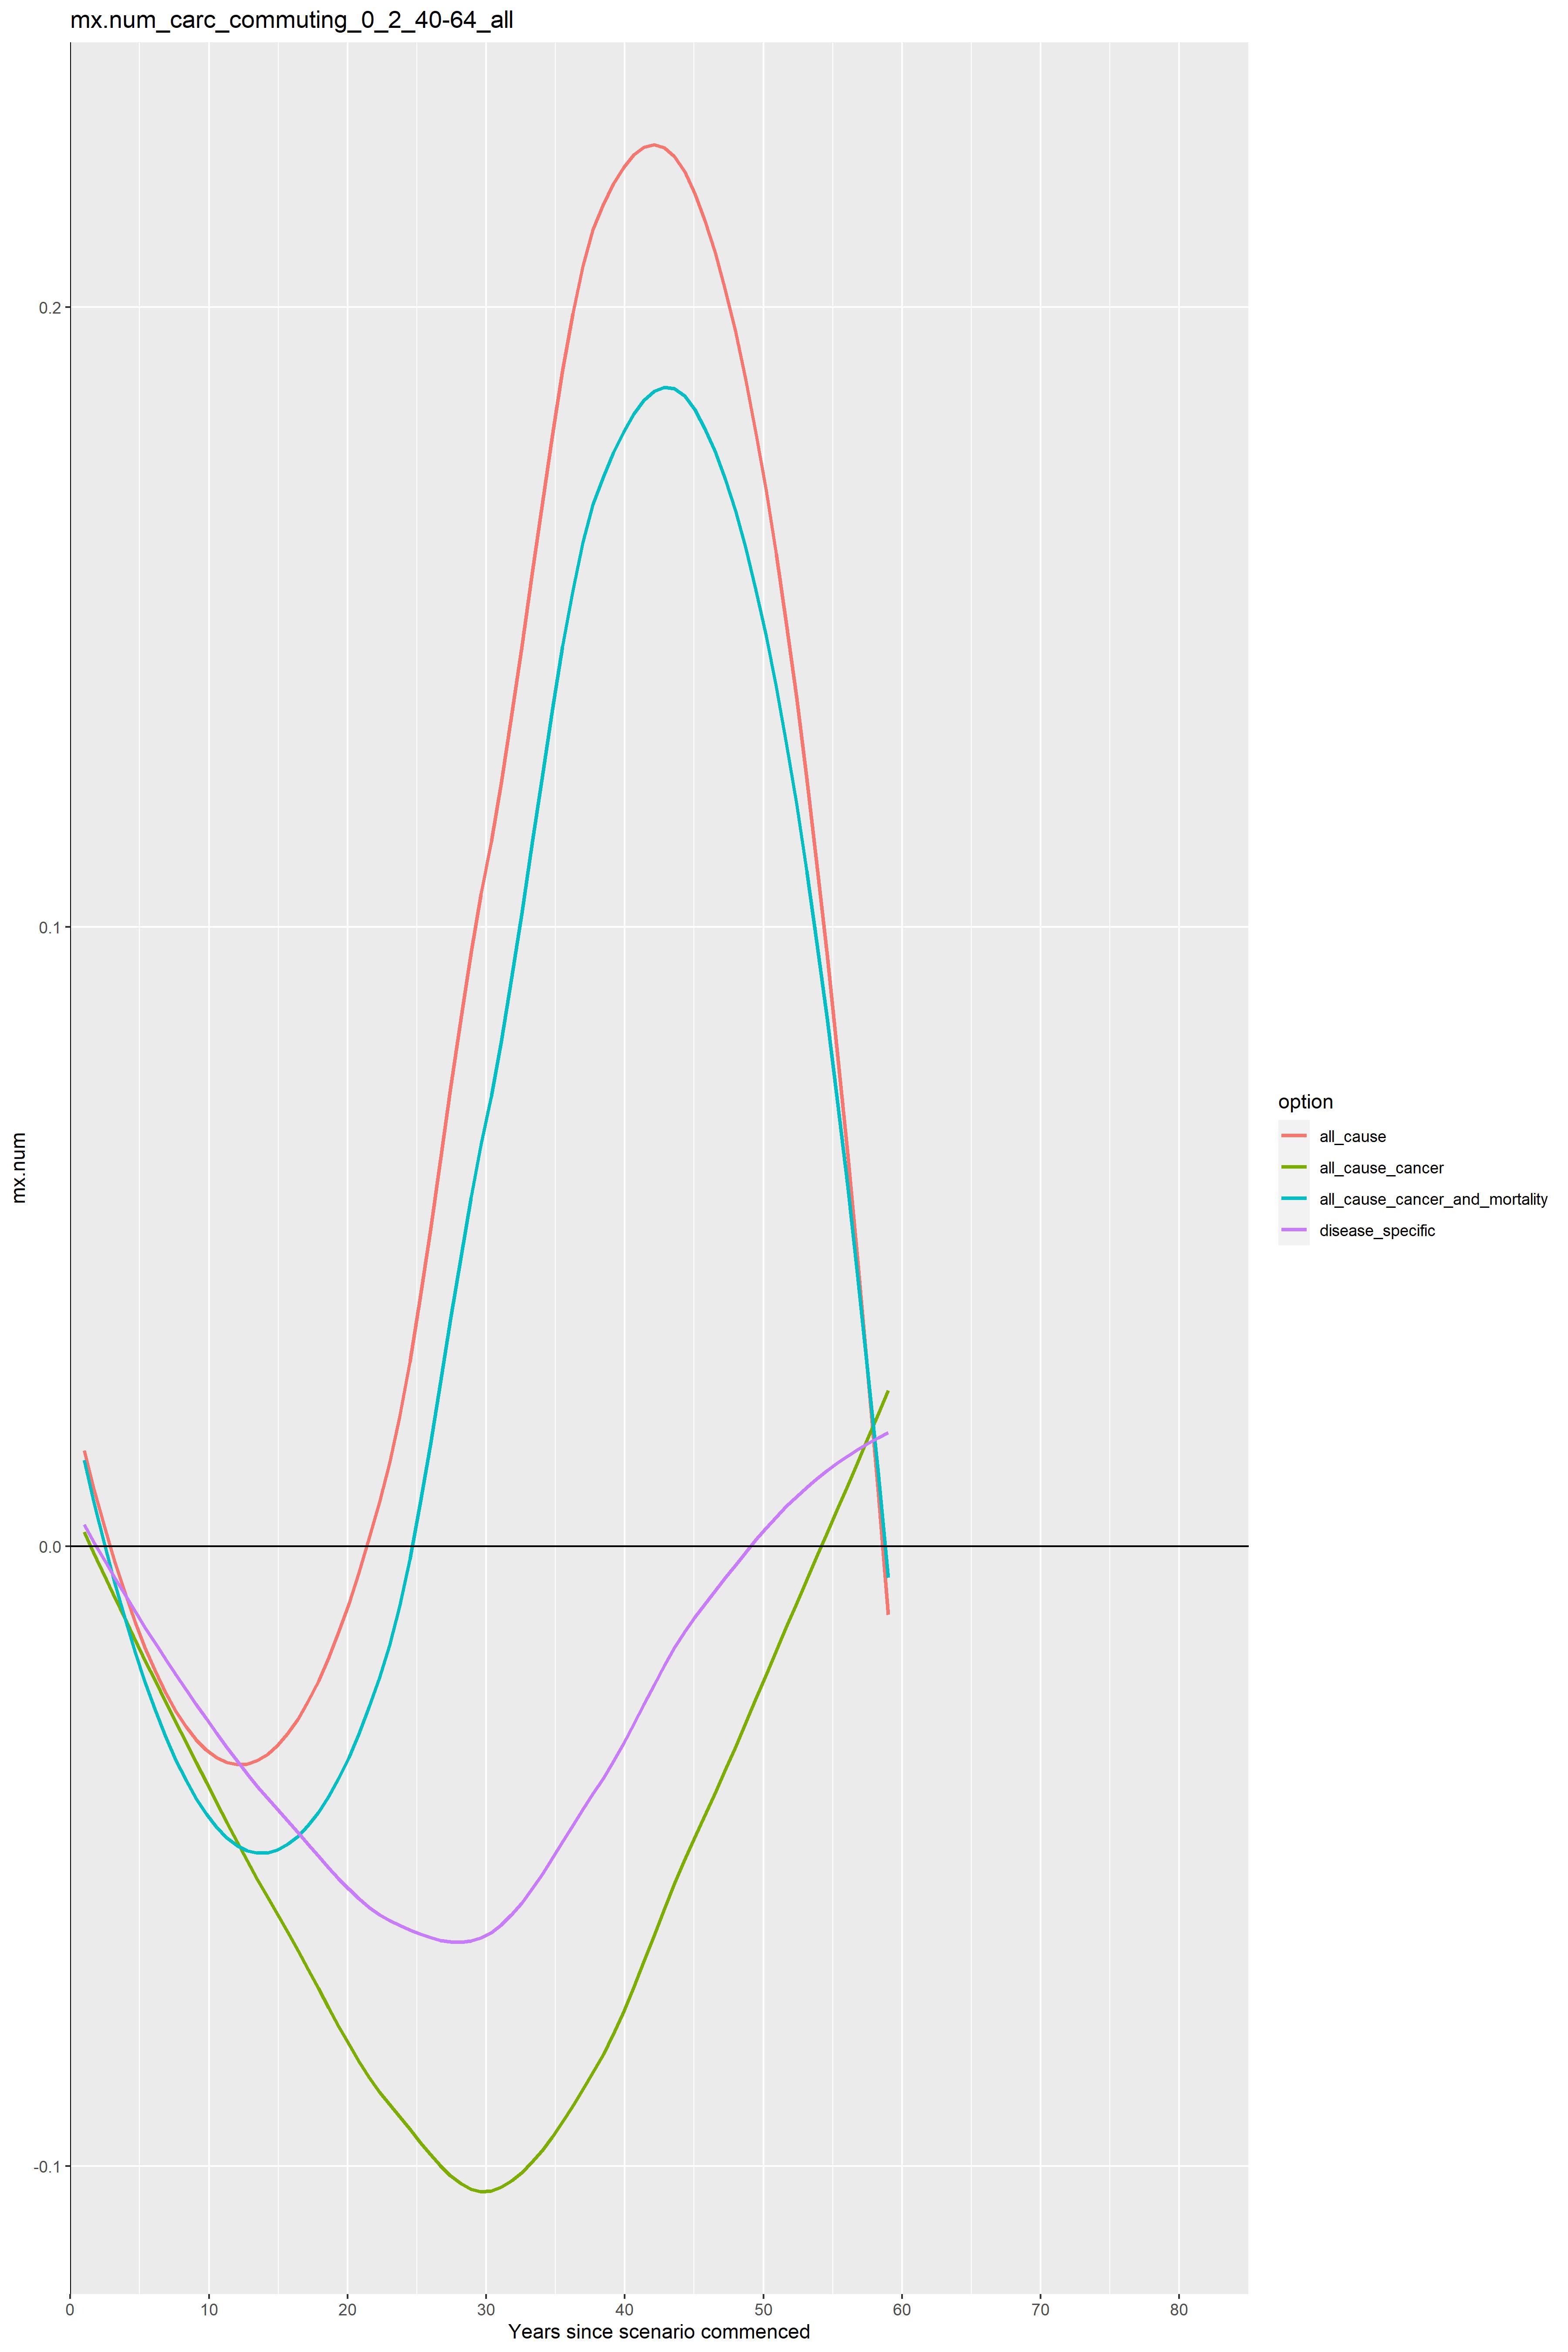 mx.num_carc_commuting_0_2_40-64_all
0.2
0.1
0.0
-0.1
mx.num
0 10 20 30 40 50 60 70 80
Years since scenario commenced
option
all_cause
all_cause_cancer
all_cause_cancer_and_mortality
disease_specific